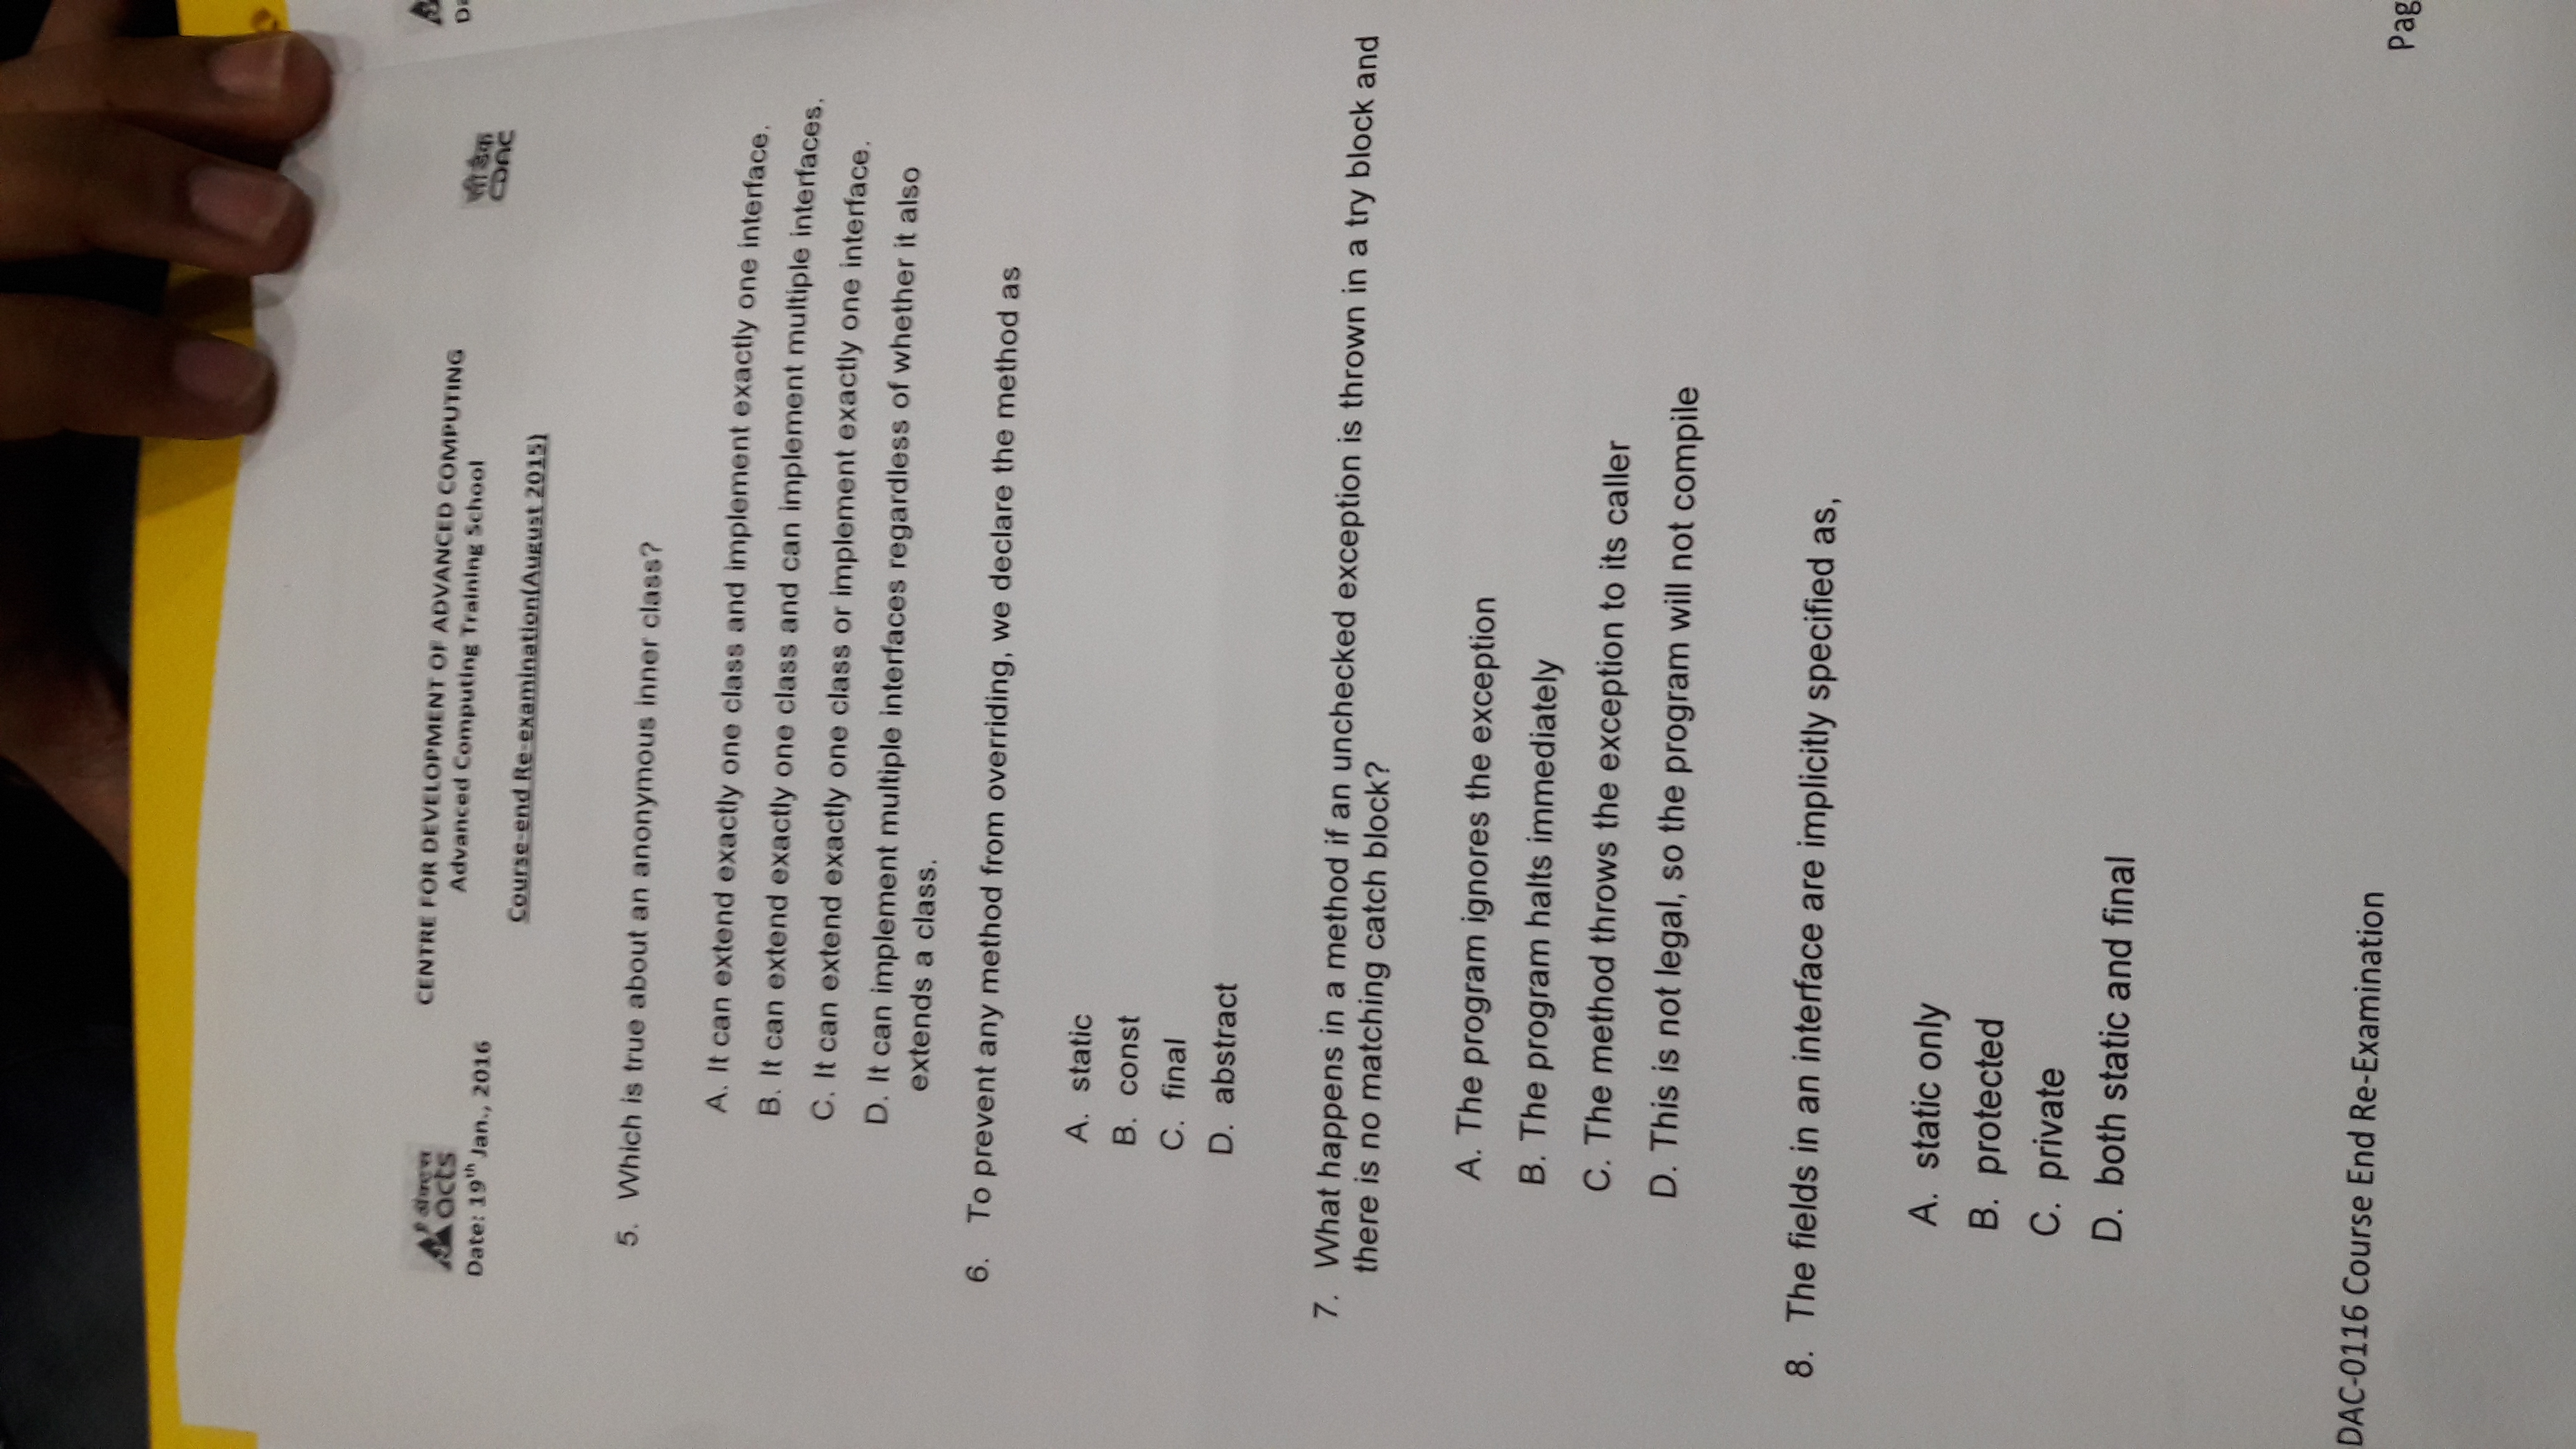 एक्ट्स
acts
Date: 19th Jan., 2016
CENTRE FOR DEVELOPMENT OF ADVANCED COMPUTING
Advanced Computing Training School
सी डैक
CDAC
Course-end Re-examination(August 2015)
5. Which is true about an anonymous inner class?
A. It can extend exactly one class and implement exactly one interface.
B. It can extend exactly one class and can implement multiple interfaces.
C. It can extend exactly one class or implement exactly one interface.
D. It can implement multiple interfaces regardless of whether it also
extends a class.
6. To prevent any method from overriding, we declare the method as
A. static
B. const
C. final
D. abstract
7. What happens in a method if an unchecked exception is thrown in a try block and
there is no matching catch block?
A. The program ignores the exception
B. The program halts immediately
C. The method throws the exception to its caller
D. This is not legal, so the program will not compile
8. The fields in an interface are implicitly specified as,
A. static only
B. protected
C. private
D. both static and final
DAC-0116 Course End Re-Examination
Pag